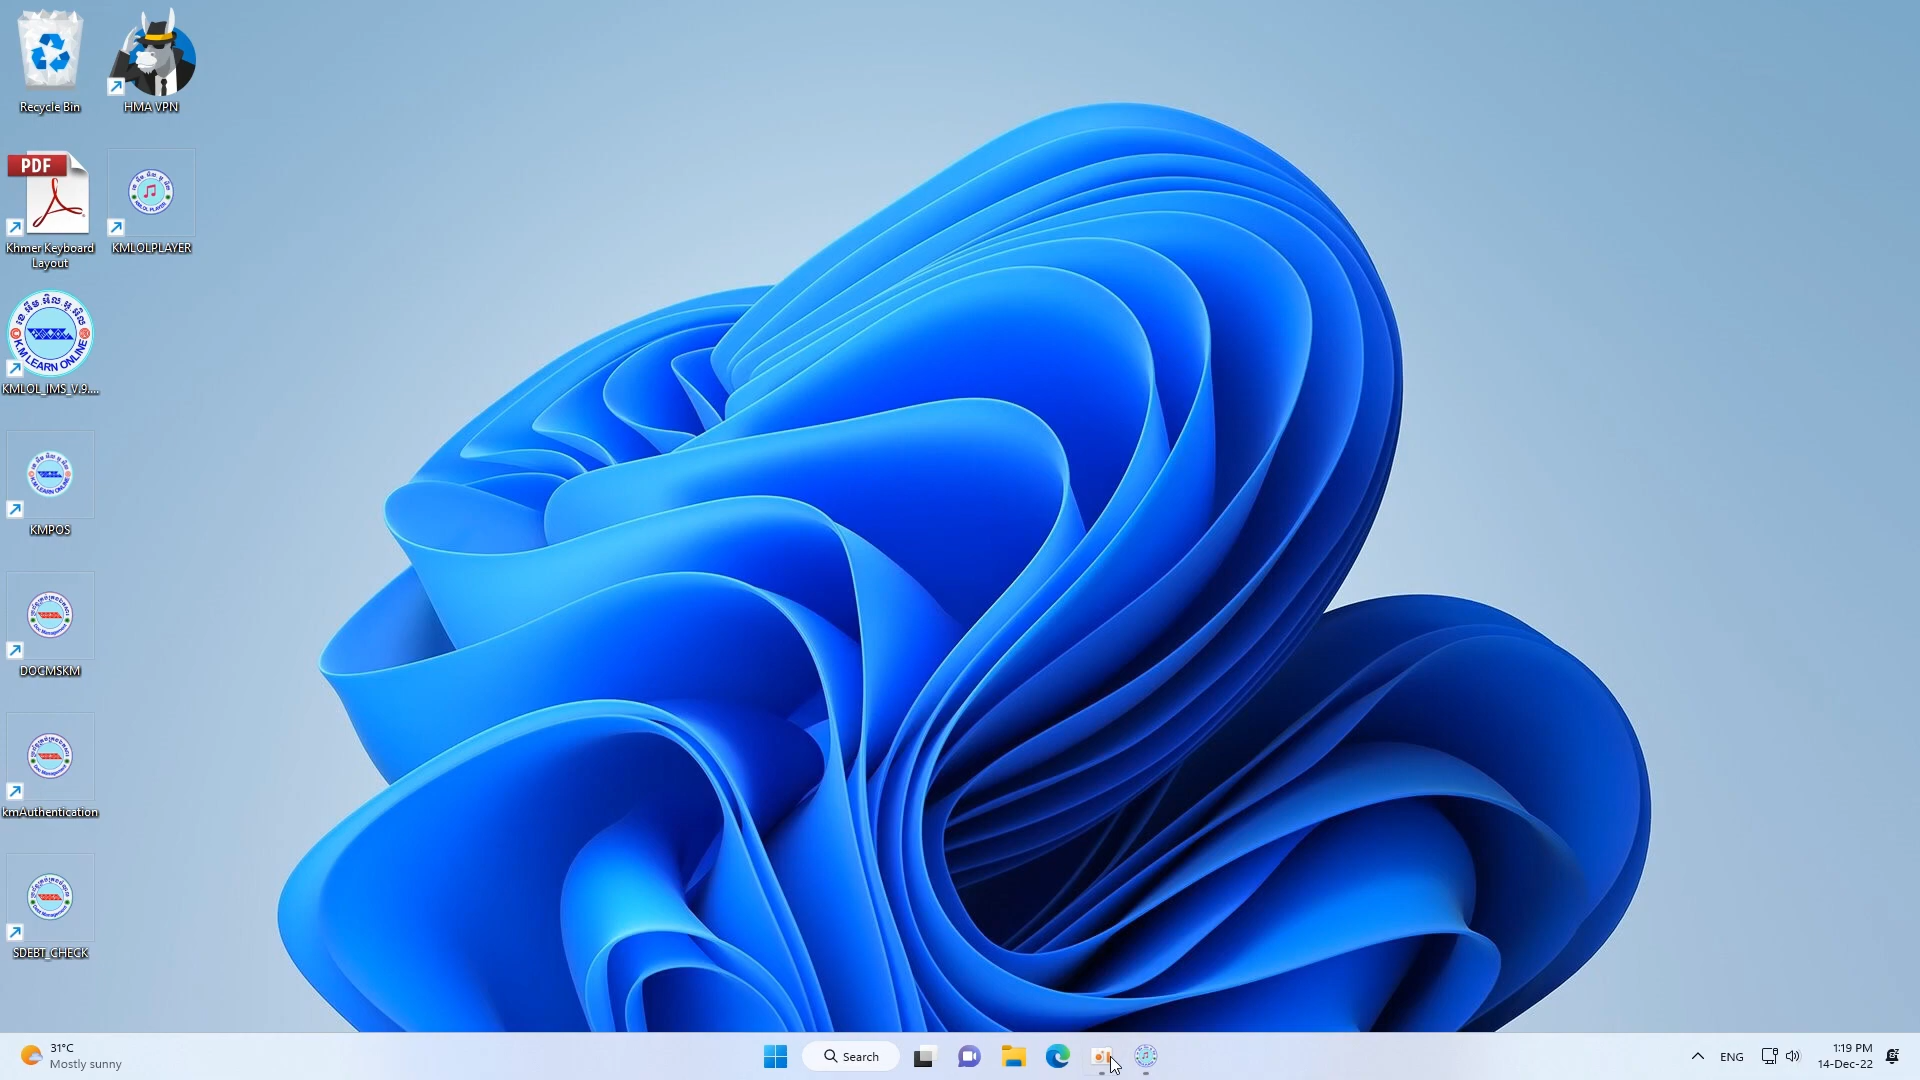 Recycle Bin
HMA VPN
PDF
Khmer Keyboard
Layout
KMLOLPLAYER
K.M LEARN ONLINE
KMLOL_IMS_V.9....
KMPOS
DOCMSKM
kmAuthentication
SDEBT_CHECK
31°C
Mostly sunny
Search
ENG
1:19 PM
14-Dec-22